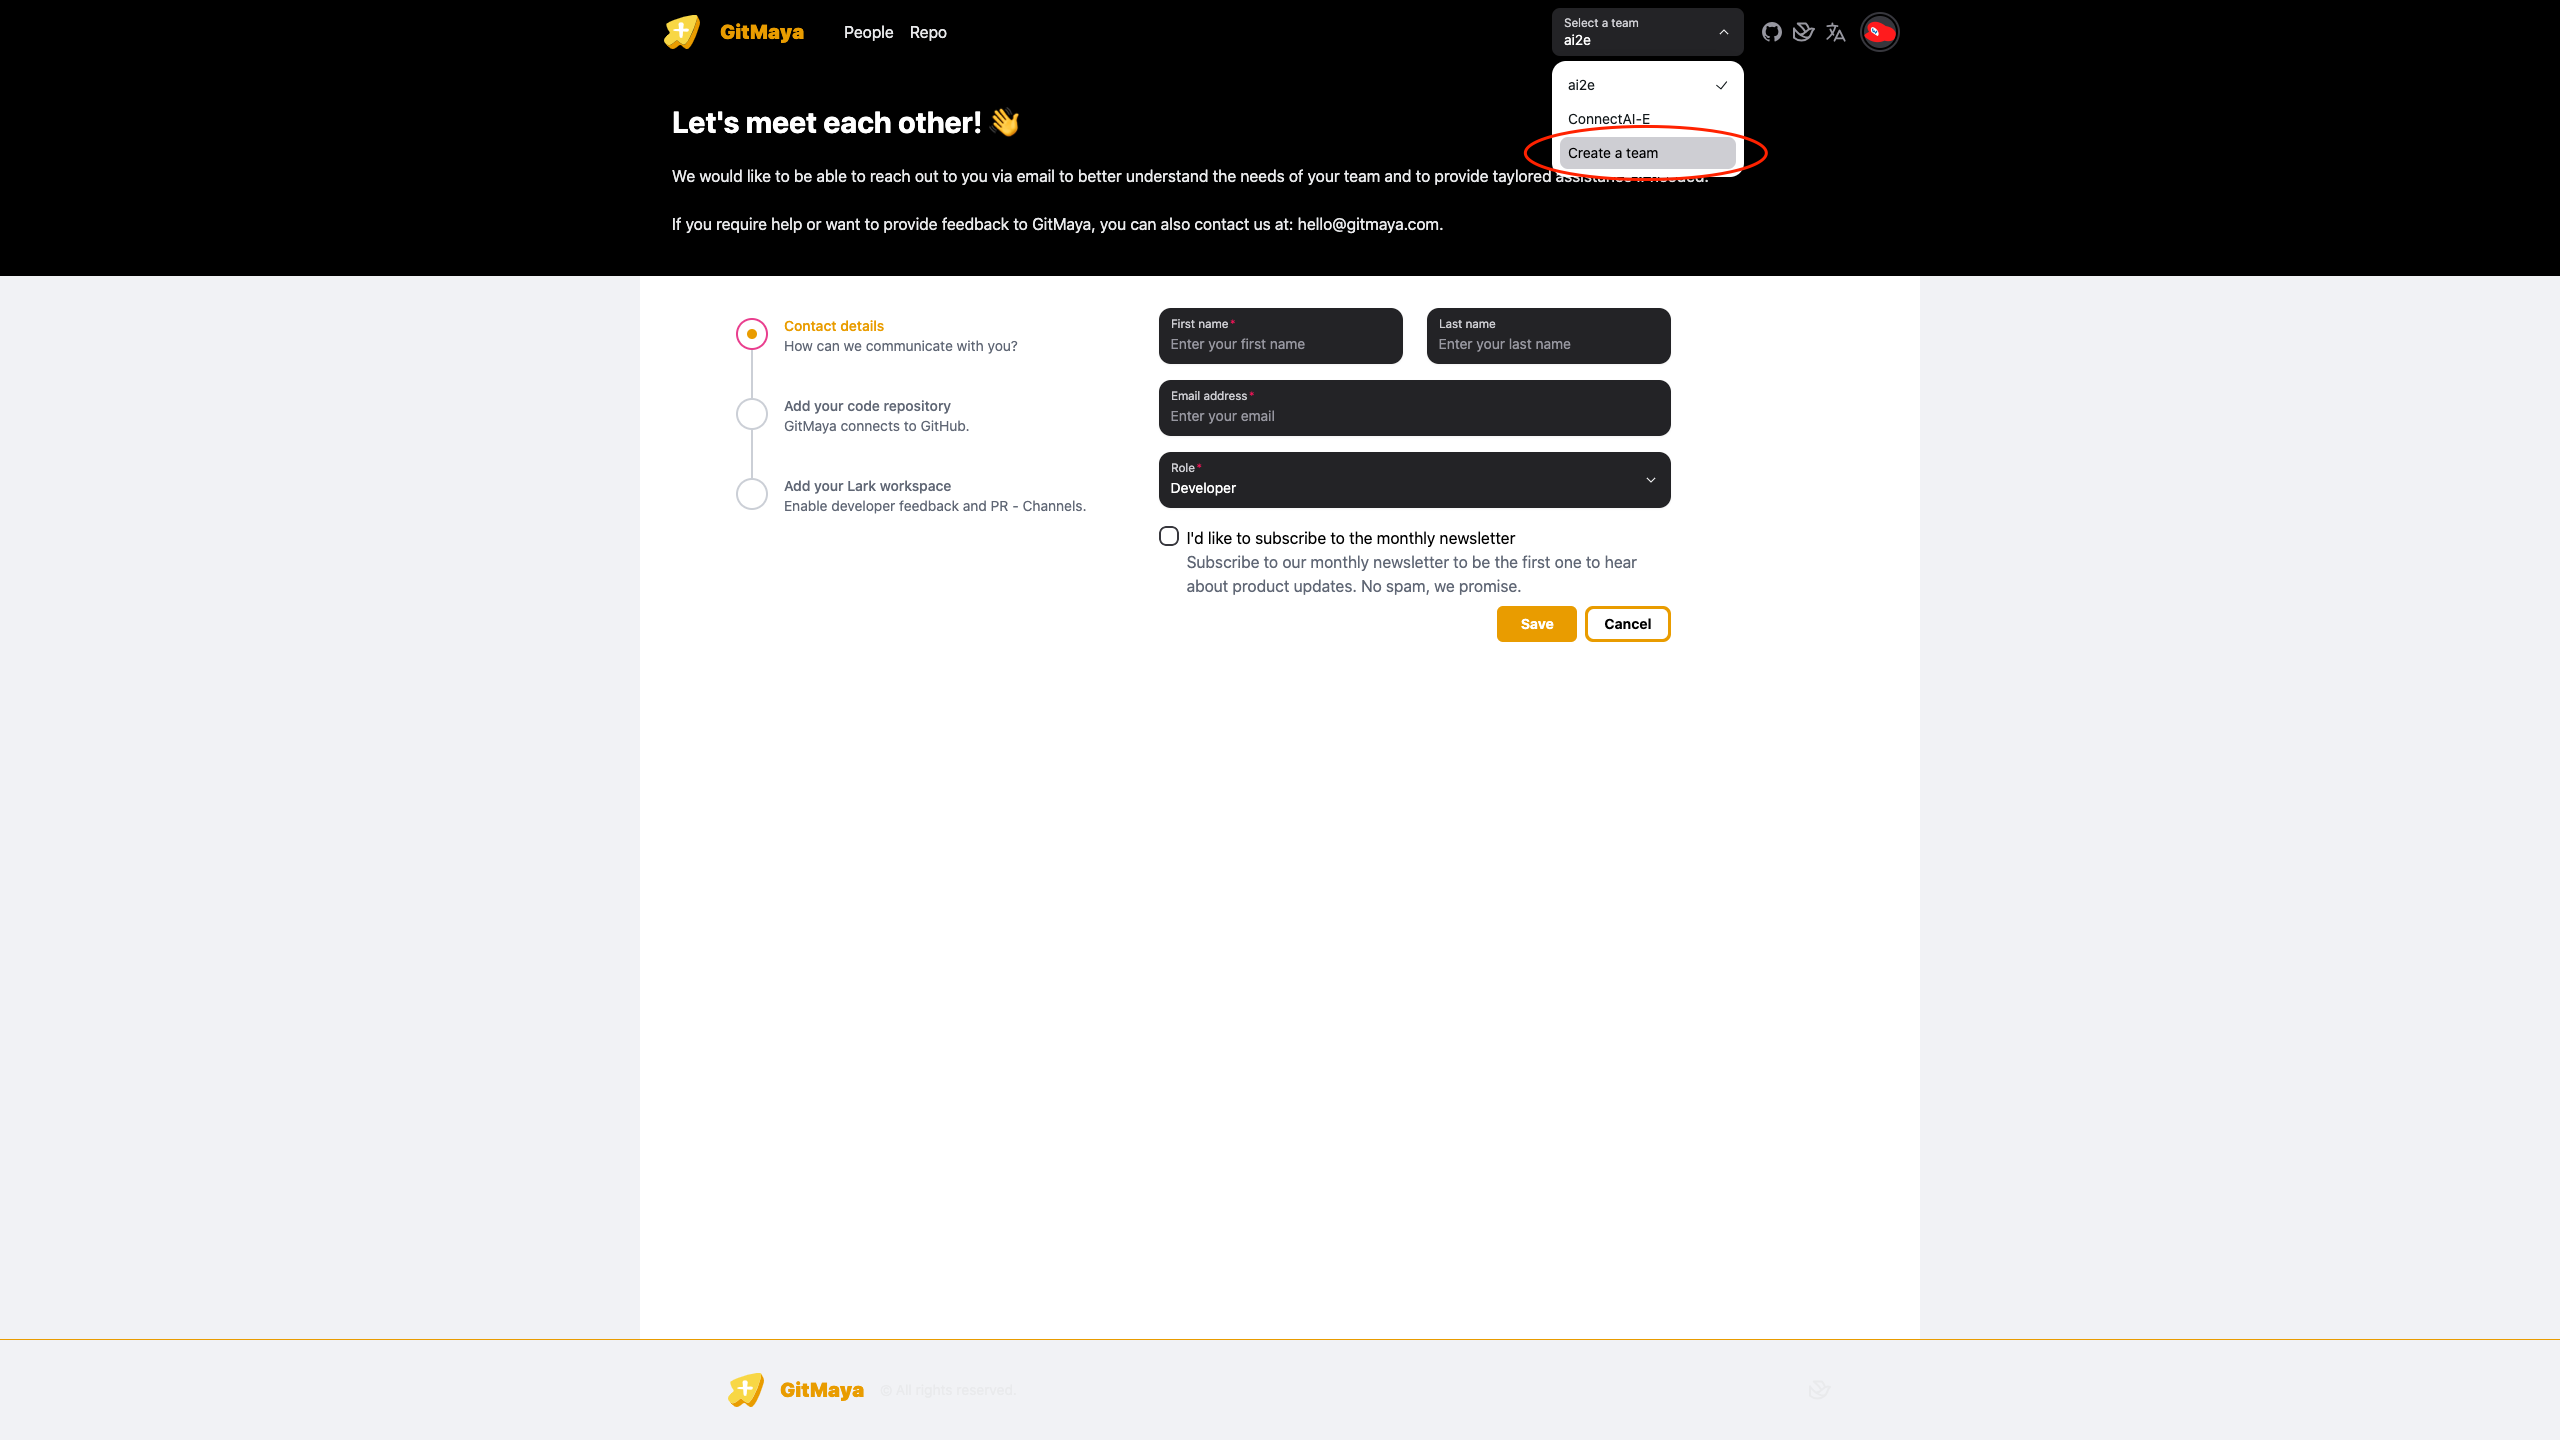 GitMaya
People Repo
Select a team
ai2e
ai2e
ConnectAI-E
Create a team
Let's meet each other! 👋
We would like to be able to reach out to you via email to better understand the needs of your team and to provide taylored assistance if needed.
If you require help or want to provide feedback to GitMaya, you can also contact us at: hello@gitmaya.com.
Contact details
How can we communicate with you?
Add your code repository
GitMaya connects to GitHub.
Add your Lark workspace
Enable developer feedback and PR - Channels.
First name*
Enter your first name
Last name
Enter your last name
Email address*
Enter your email
Role*
Developer
I'd like to subscribe to the monthly newsletter
Subscribe to our monthly newsletter to be the first one to hear
about product updates. No spam, we promise.
Save
Cancel
GitMaya
© All rights reserved.